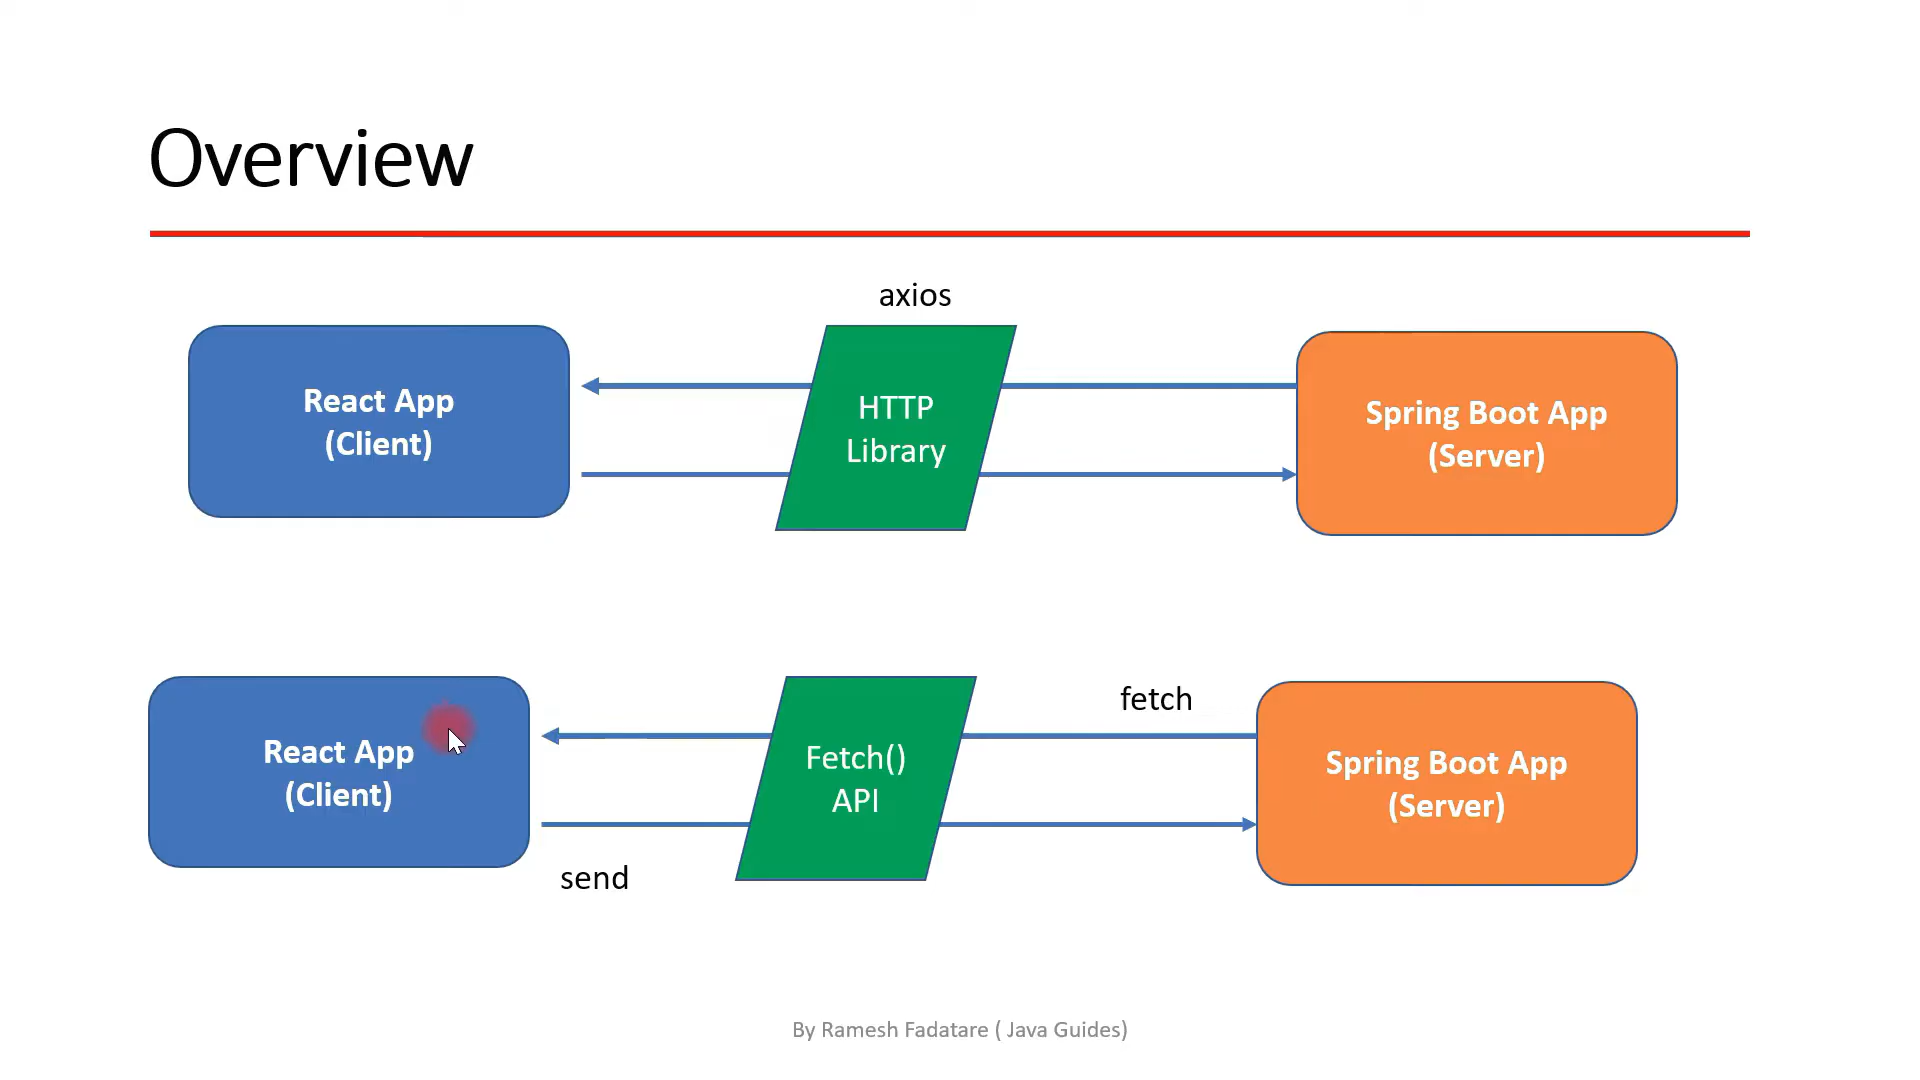 Overview
axios
React App
(Client)
HTTP
Library
Spring Boot App
(Server)
fetch
React App
(Client)
Fetch()
API
Spring Boot App
(Server)
send
By Ramesh Fadatare ( Java Guides)